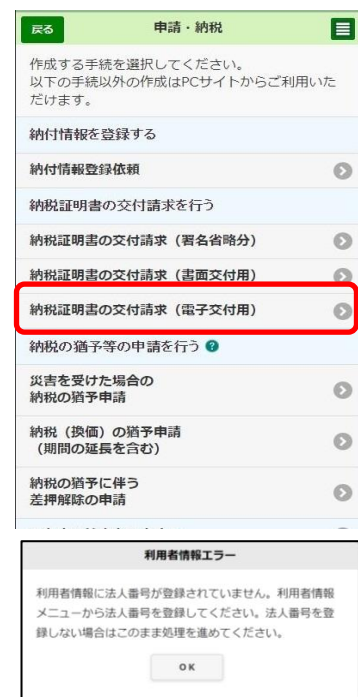 戻る 申請・納税
作成する手続を選択してください。
以下の手続以外の作成はPCサイトからご利用いた
だけます。
納付情報を登録する
納付情報登録依頼
納税証明書の交付請求を行う
納税証明書の交付請求（署名省略分）
納税証明書の交付請求（書面交付用）
納税証明書の交付請求（電子交付用）
納税の猶予等の申請を行う ?
災害を受けた場合の
納税の猶予申請
納税（換価）の猶予申請
（期間の延長を含む）
納税の猶予に伴う
差押解除の申請
利用者情報エラー
利用者情報に法人番号が登録されていません。利用者情報
メニューから法人番号を登録してください。法人番号を登
録しない場合はこのまま処理を進めてください。
OK